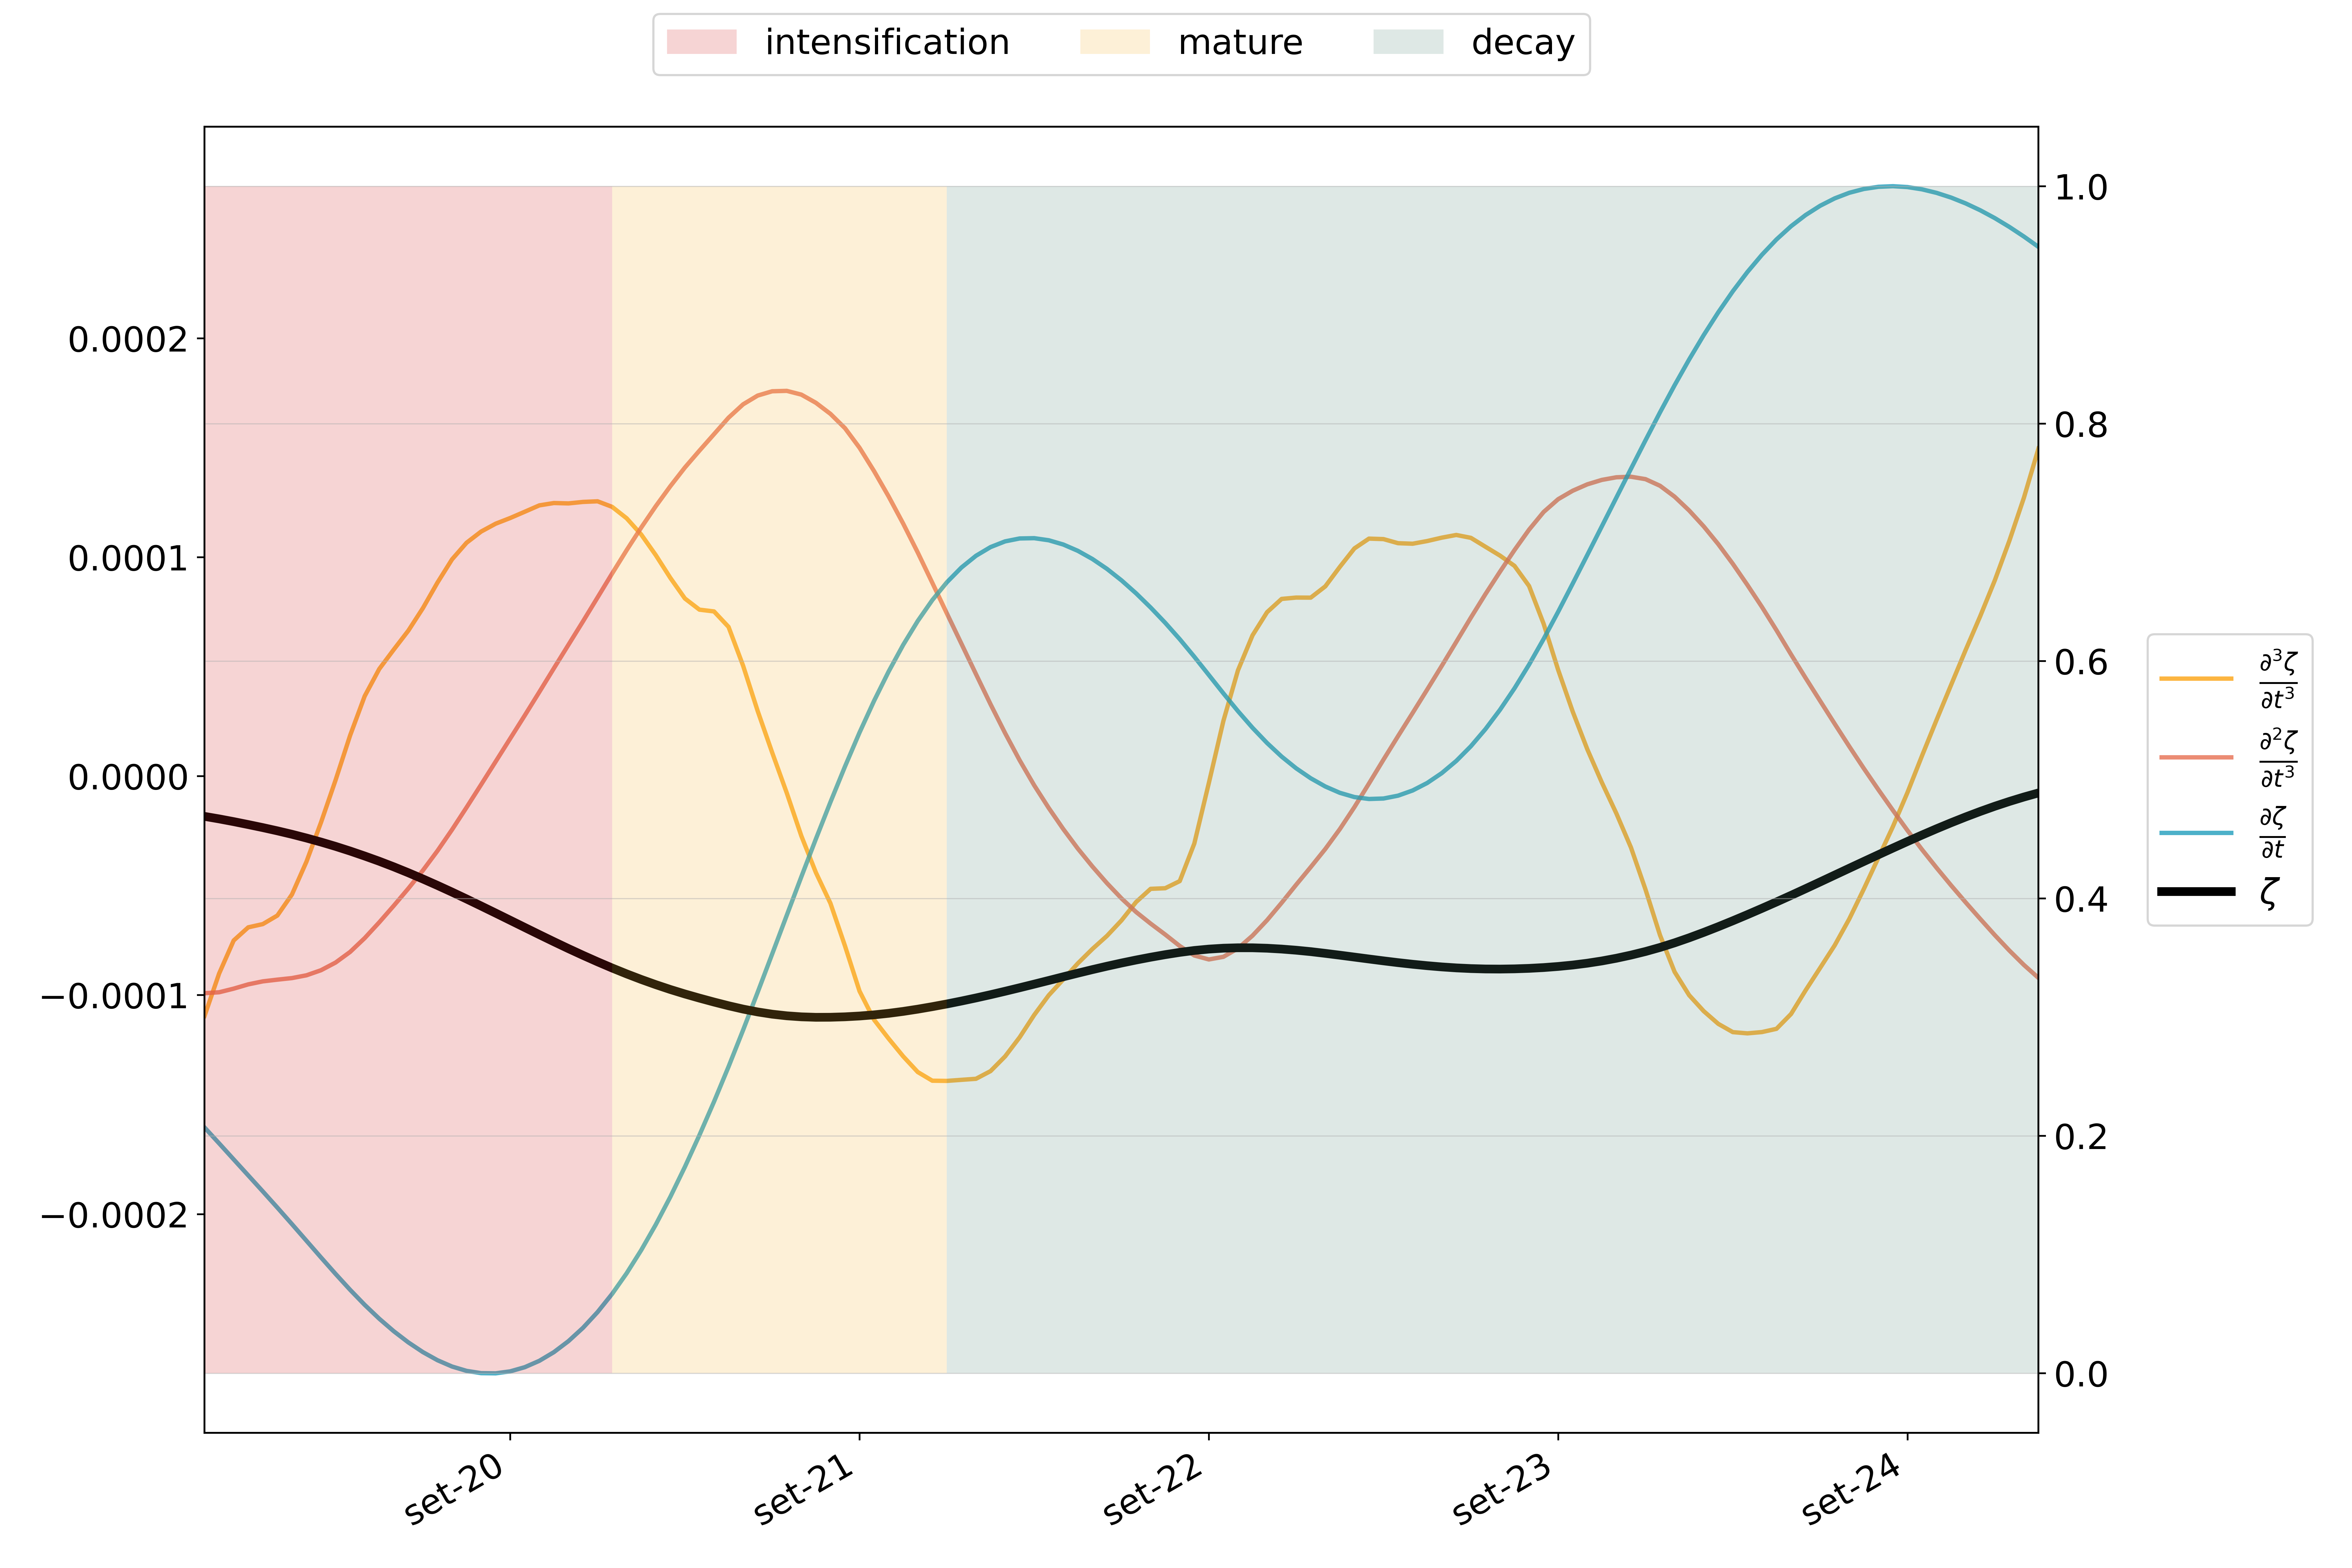 intensification mature decay
0.0002
0.0001
0.0000
−0.0001
−0.0002
1.0
0.8
0.6
0.4
0.2
0.0
set-20 set-21 set-22 set-23 set-24
∂³ζ
∂t³
∂²ζ
∂t³
∂ζ
∂t
ζ